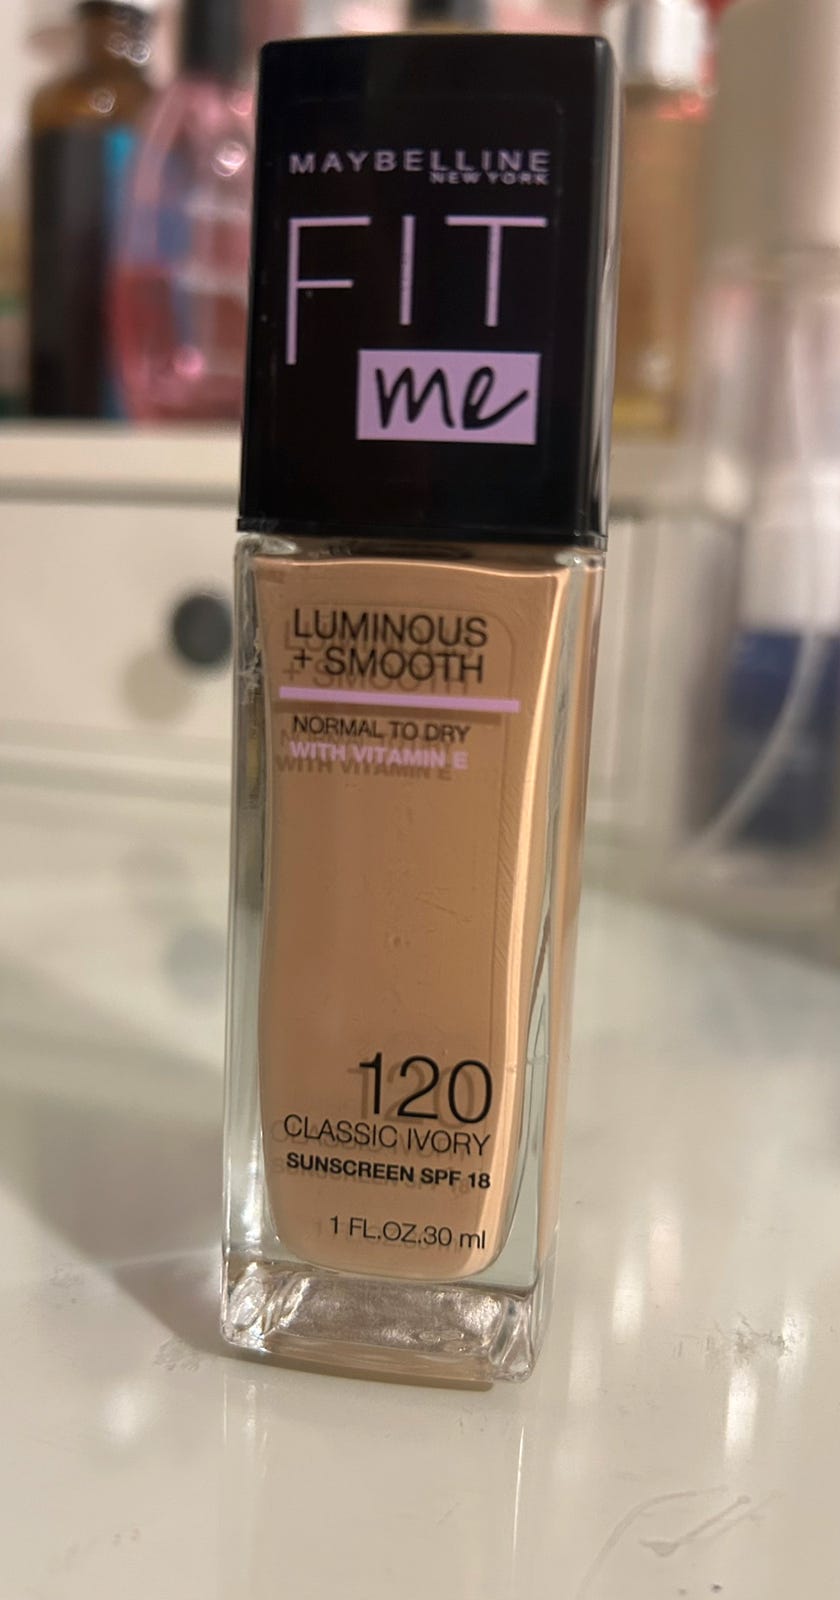 MAYBELLINE
NEW YORK
FIT
me
LUMINOUS
+ SMOOTH
NORMAL TO DRY
WITH VITAMIN E
120
CLASSIC IVORY
SUNSCREEN SPF 18
1 FL.OZ.30 ml